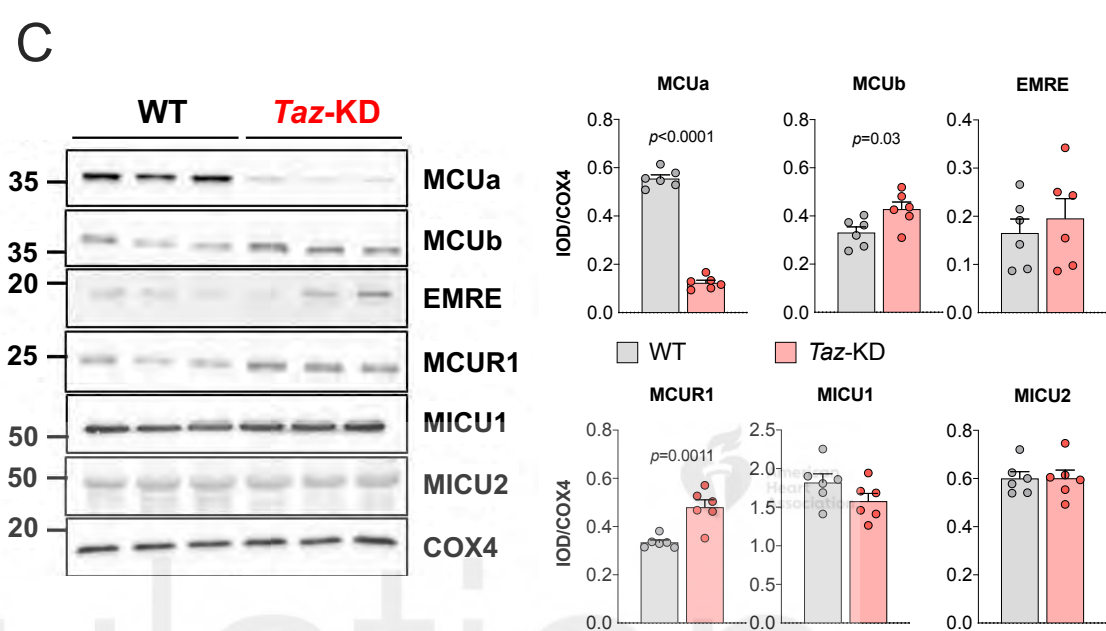 C
WT
Taz-KD
35
MCUa
35
MCUb
20
EMRE
25
MCUR1
50
MICU1
50
MICU2
20
COX4
MCUa
IOD/COX4
0.8
0.6
0.4
0.2
0.0
p<0.0001
MCUb
0.8
0.6
0.4
0.2
0.0
p=0.03
EMRE
0.4
0.3
0.2
0.1
0.0
WT
Taz-KD
MCUR1
IOD/COX4
0.8
0.6
0.4
0.2
0.0
p=0.0011
MICU1
2.5
2.0
1.5
1.0
0.5
0.0
American
Heart
Association
MICU2
0.8
0.6
0.4
0.2
0.0